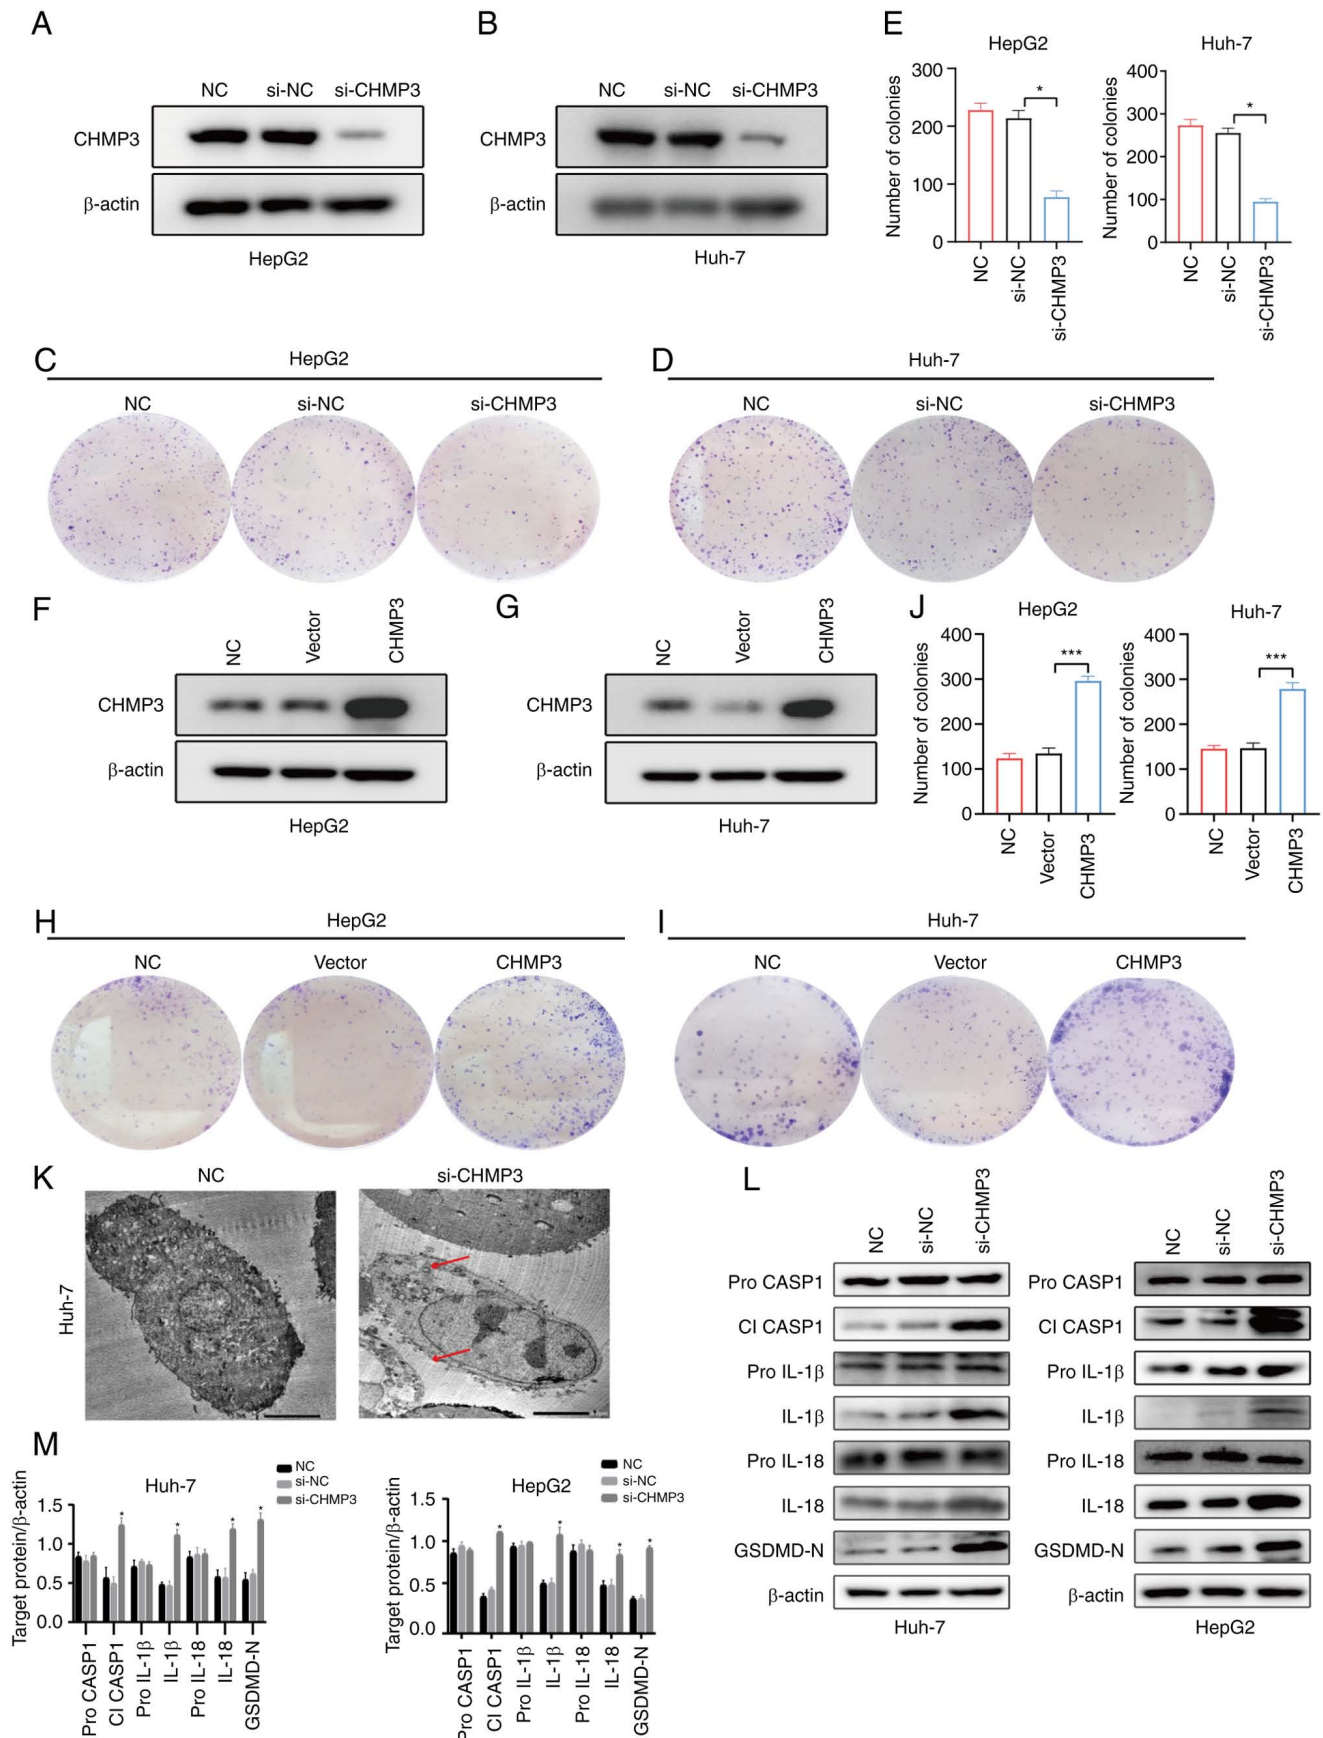 A
NC si-NC si-CHMP3
CHMP3
β-actin
HepG2
B
NC si-NC si-CHMP3
CHMP3
β-actin
Huh-7
E
HepG2
Number of colonies
300
200
100
0
*
NC si-NC si-CHMP3
Huh-7
Number of colonies
400
300
200
100
0
*
NC si-NC si-CHMP3
C
HepG2
NC si-NC si-CHMP3
D
Huh-7
NC si-NC si-CHMP3
F
NC Vector CHMP3
CHMP3
β-actin
HepG2
G
NC Vector CHMP3
CHMP3
β-actin
Huh-7
J
HepG2
Number of colonies
400
300
200
100
0
***
NC Vector CHMP3
Huh-7
Number of colonies
400
300
200
100
0
***
NC Vector CHMP3
H
HepG2
NC Vector CHMP3
I
Huh-7
NC Vector CHMP3
K
NC si-CHMP3
Huh-7
L
NC si-NC si-CHMP3
Pro CASP1
Cl CASP1
Pro IL-1β
IL-1β
Pro IL-18
IL-18
GSDMD-N
β-actin
Huh-7
NC si-NC si-CHMP3
Pro CASP1
Cl CASP1
Pro IL-1β
IL-1β
Pro IL-18
IL-18
GSDMD-N
β-actin
HepG2
M
Huh-7
NC
si-NC
si-CHMP3
Target protein/β-actin
1.5
1.0
0.5
0.0
* * * *
Pro CASP1 Cl CASP1 Pro IL-1β IL-1β Pro IL-18 IL-18 GSDMD-N
HepG2
NC
si-NC
si-CHMP3
Target protein/β-actin
1.5
1.0
0.5
0.0
* * * *
Pro CASP1 Cl CASP1 Pro IL-1β IL-1β Pro IL-18 IL-18 GSDMD-N